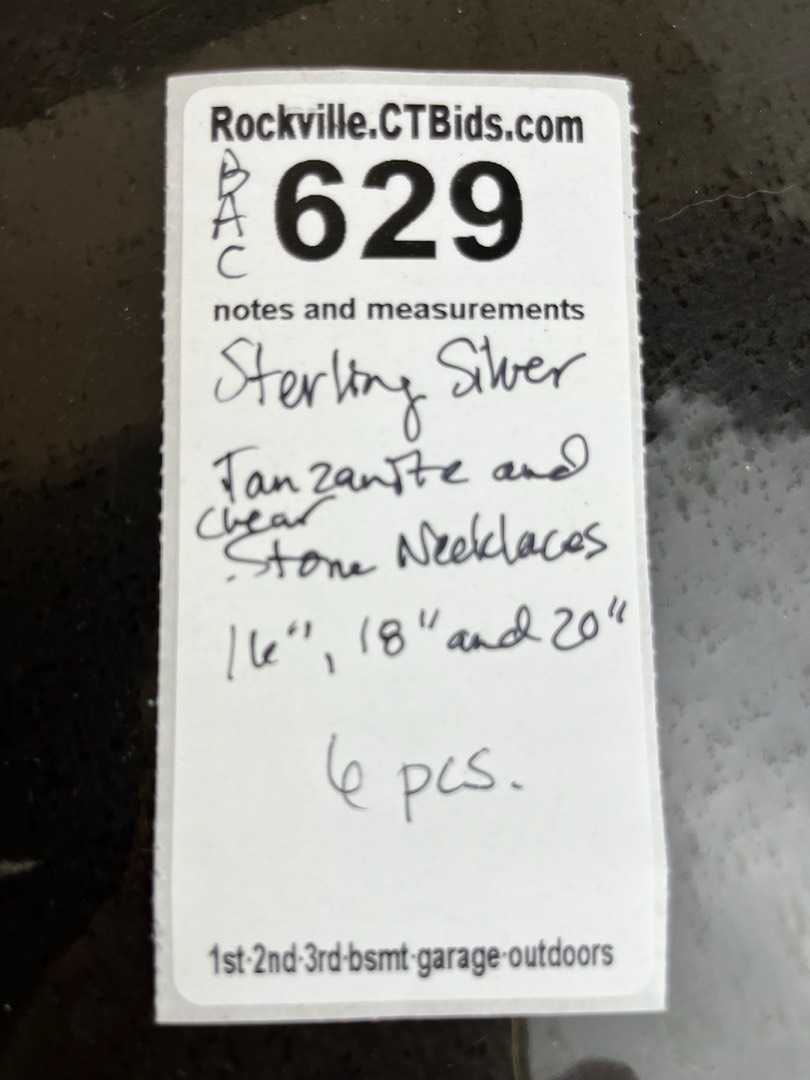 Rockville.CTBids.com
BAC
629
notes and measurements
Sterling Silver
Tanzanite and
clear
Stone Necklaces
16", 18" and 20"
6 pcs.
1st·2nd·3rd·bsmt·garage·outdoors